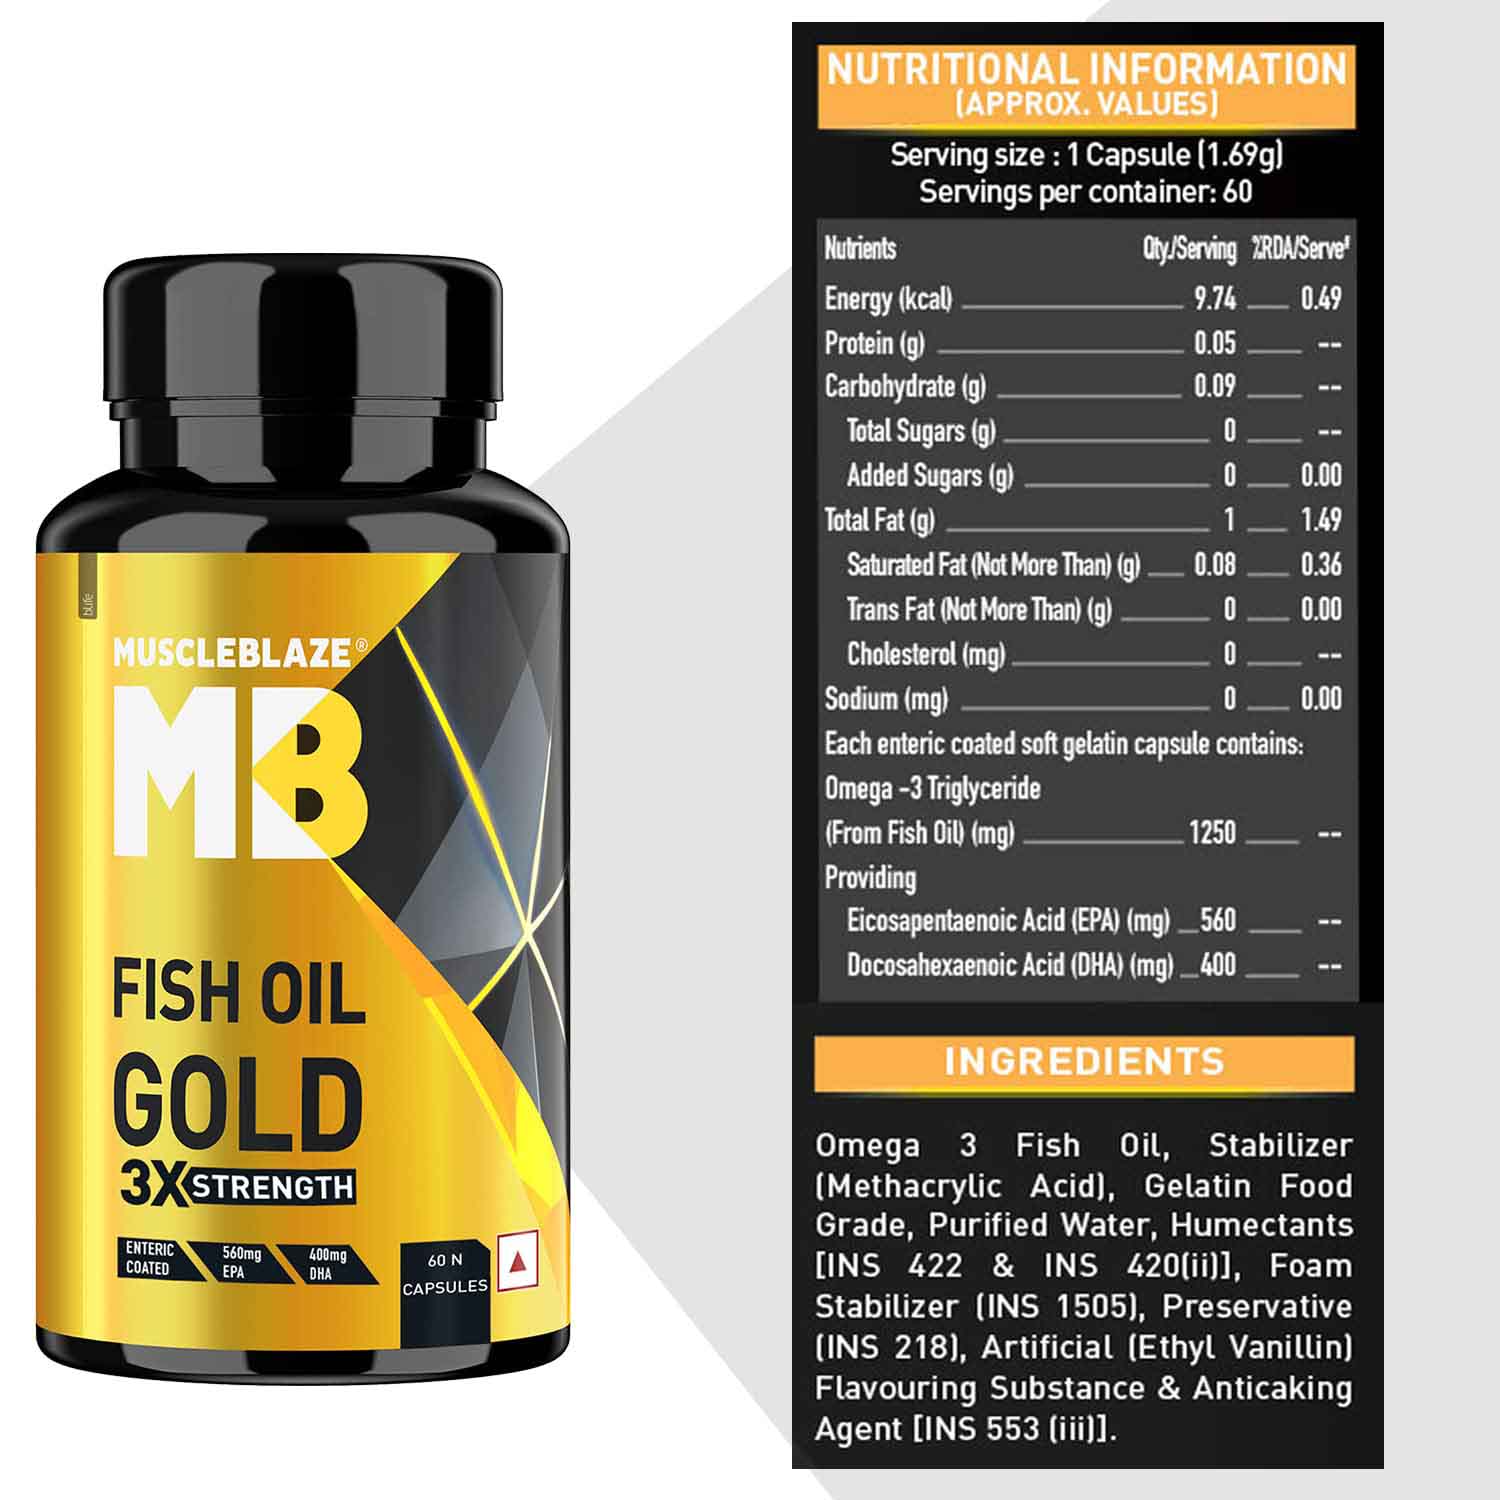 blife
MUSCLEBLAZE®
MB
FISH OIL
GOLD
3X STRENGTH
ENTERIC
COATED
560mg
EPA
400mg
DHA
60 N
CAPSULES
NUTRITIONAL INFORMATION
(APPROX. VALUES)
Serving size : 1 Capsule (1.69g)
Servings per container: 60
Nutrients Qty./Serving %RDA/Serve#
Energy (kcal) 9.74 0.49
Protein (g) 0.05 --
Carbohydrate (g) 0.09 --
Total Sugars (g) 0 --
Added Sugars (g) 0 0.00
Total Fat (g) 1 1.49
Saturated Fat (Not More Than) (g) 0.08 0.36
Trans Fat (Not More Than) (g) 0 0.00
Cholesterol (mg) 0 --
Sodium (mg) 0 0.00
Each enteric coated soft gelatin capsule contains:
Omega -3 Triglyceride
(From Fish Oil) (mg) 1250 --
Providing
Eicosapentaenoic Acid (EPA) (mg) 560 --
Docosahexaenoic Acid (DHA) (mg) 400 --
INGREDIENTS
Omega 3 Fish Oil, Stabilizer
(Methacrylic Acid), Gelatin Food
Grade, Purified Water, Humectants
[INS 422 & INS 420(ii)], Foam
Stabilizer (INS 1505), Preservative
(INS 218), Artificial (Ethyl Vanillin)
Flavouring Substance & Anticaking
Agent [INS 553 (iii)].